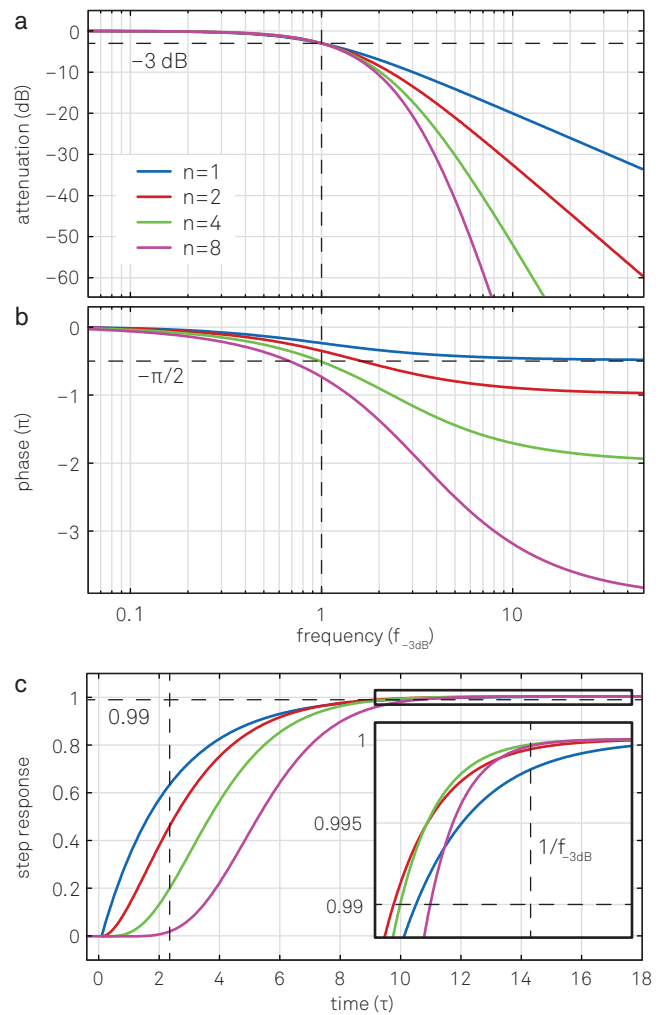 a
0
-10
-20
-30
-40
-50
-60
attenuation (dB)
−3 dB
n=1
n=2
n=4
n=8
b
0
-1
-2
-3
phase (π)
−π/2
0.1 1 10
frequency (f−3dB)
c
1
0.8
0.6
0.4
0.2
0
step response
0.99
1
0.995
0.99
1/f−3dB
0 2 4 6 8 10 12 14 16 18
time (τ)